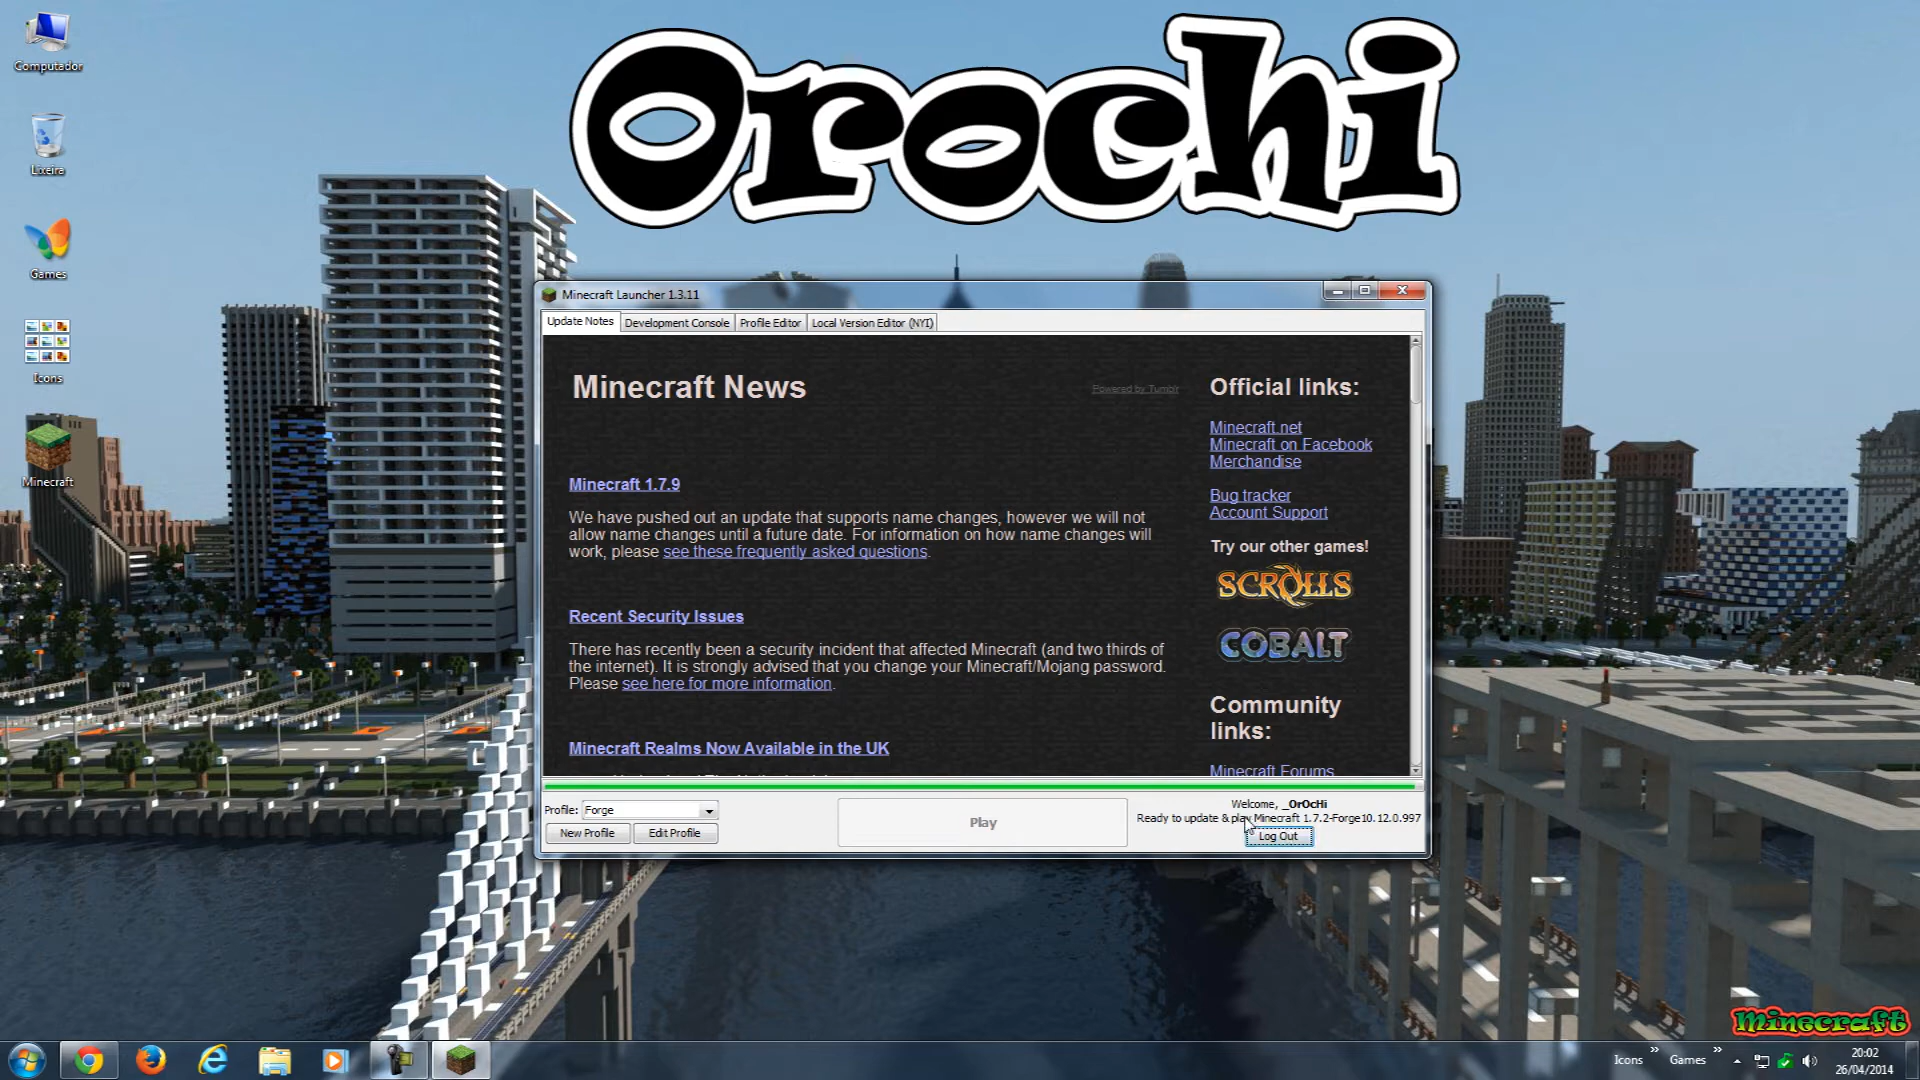 Orochi
Computador
Lixeira
Games
Icons
Minecraft
Minecraft Launcher 1.3.11
Update Notes
Development Console
Profile Editor
Local Version Editor (NYI)
Minecraft News
Powered by Tumblr
Minecraft 1.7.9
We have pushed out an update that supports name changes, however we will not
allow name changes until a future date. For information on how name changes will
work, please see these frequently asked questions.
Recent Security Issues
There has recently been a security incident that affected Minecraft (and two thirds of
the internet). It is strongly advised that you change your Minecraft/Mojang password.
Please see here for more information.
Minecraft Realms Now Available in the UK
Official links:
Minecraft.net
Minecraft on Facebook
Merchandise
Bug tracker
Account Support
Try our other games!
SCROLLS
COBALT
Community
links:
Minecraft Forums
Profile: Forge
New Profile
Edit Profile
Play
Welcome, _OrOcHi
Ready to update & play Minecraft 1.7.2-Forge10.12.0.997
Log Out
Minecraft
Icons
Games
20:02
26/04/2014